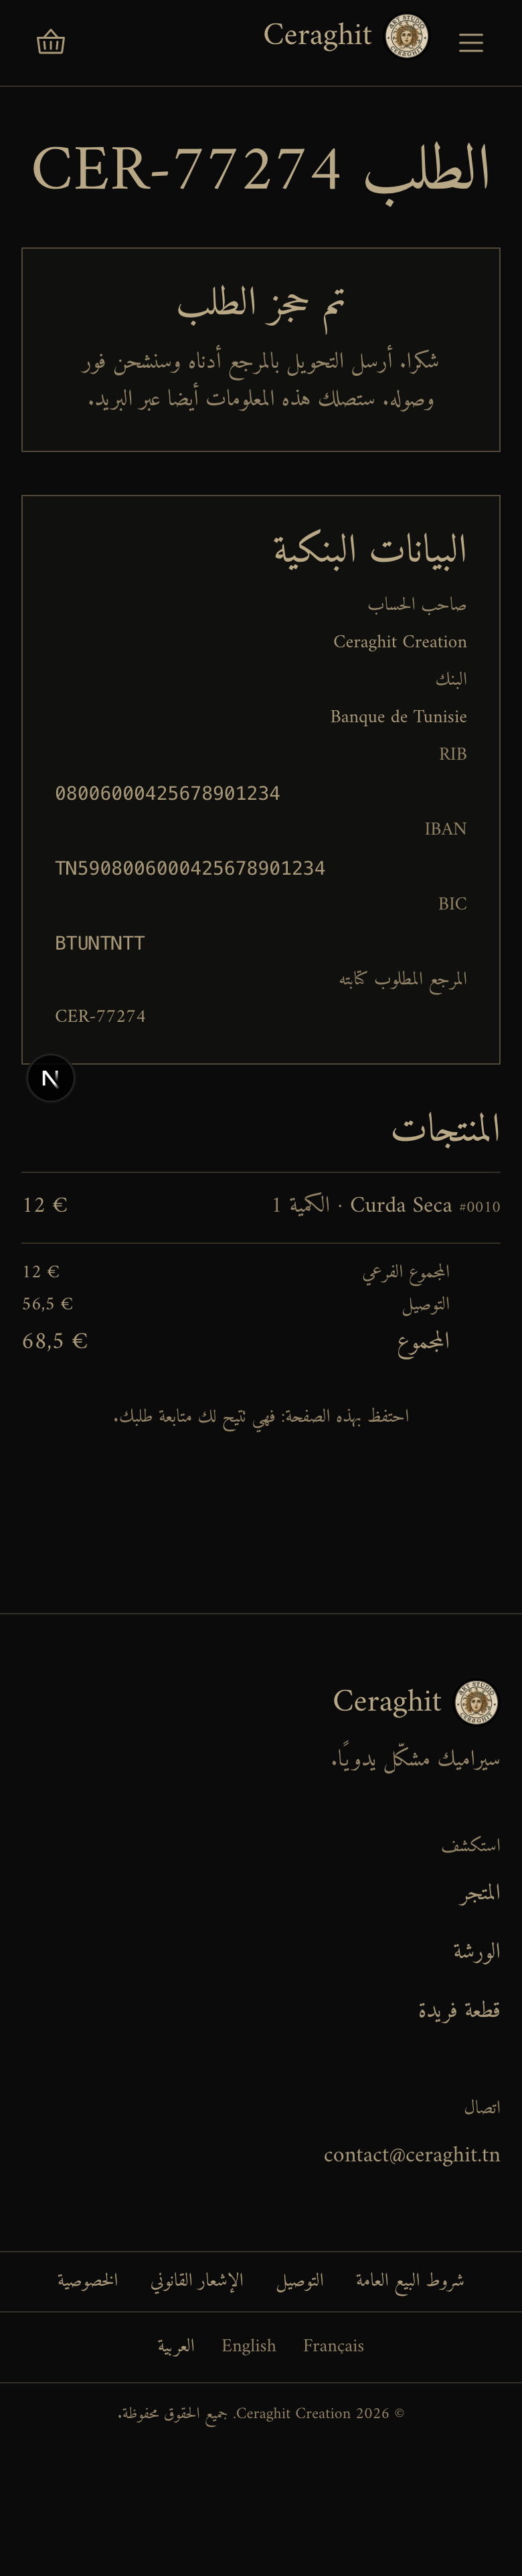 Ceraghit
الطلب CER-77274
تم حجز الطلب
شكرا. أرسل التحويل بالمرجع أدناه وسنشحن فور
وصوله. ستصلك هذه المعلومات أيضا عبر البريد.
البيانات البنكية
صاحب الحساب
Ceraghit Creation
البنك
Banque de Tunisie
RIB
08006000425678901234
IBAN
TN5908006000425678901234
BIC
BTUNTNTT
المرجع المطلوب كتابته
CER-77274
N
المنتجات
#0010 Curda Seca · الكمية 1
12 €
المجموع الفرعي
12 €
التوصيل
56,5 €
المجموع
68,5 €
احتفظ بهذه الصفحة: فهي تتيح لك متابعة طلبك.
Ceraghit
سيراميك مشكّل يدويًا.
استكشف
المتجر
الورشة
قطعة فريدة
اتصال
contact@ceraghit.tn
شروط البيع العامة
التوصيل
الإشعار القانوني
الخصوصية
Français
English
العربية
© 2026 Ceraghit Creation. جميع الحقوق محفوظة.